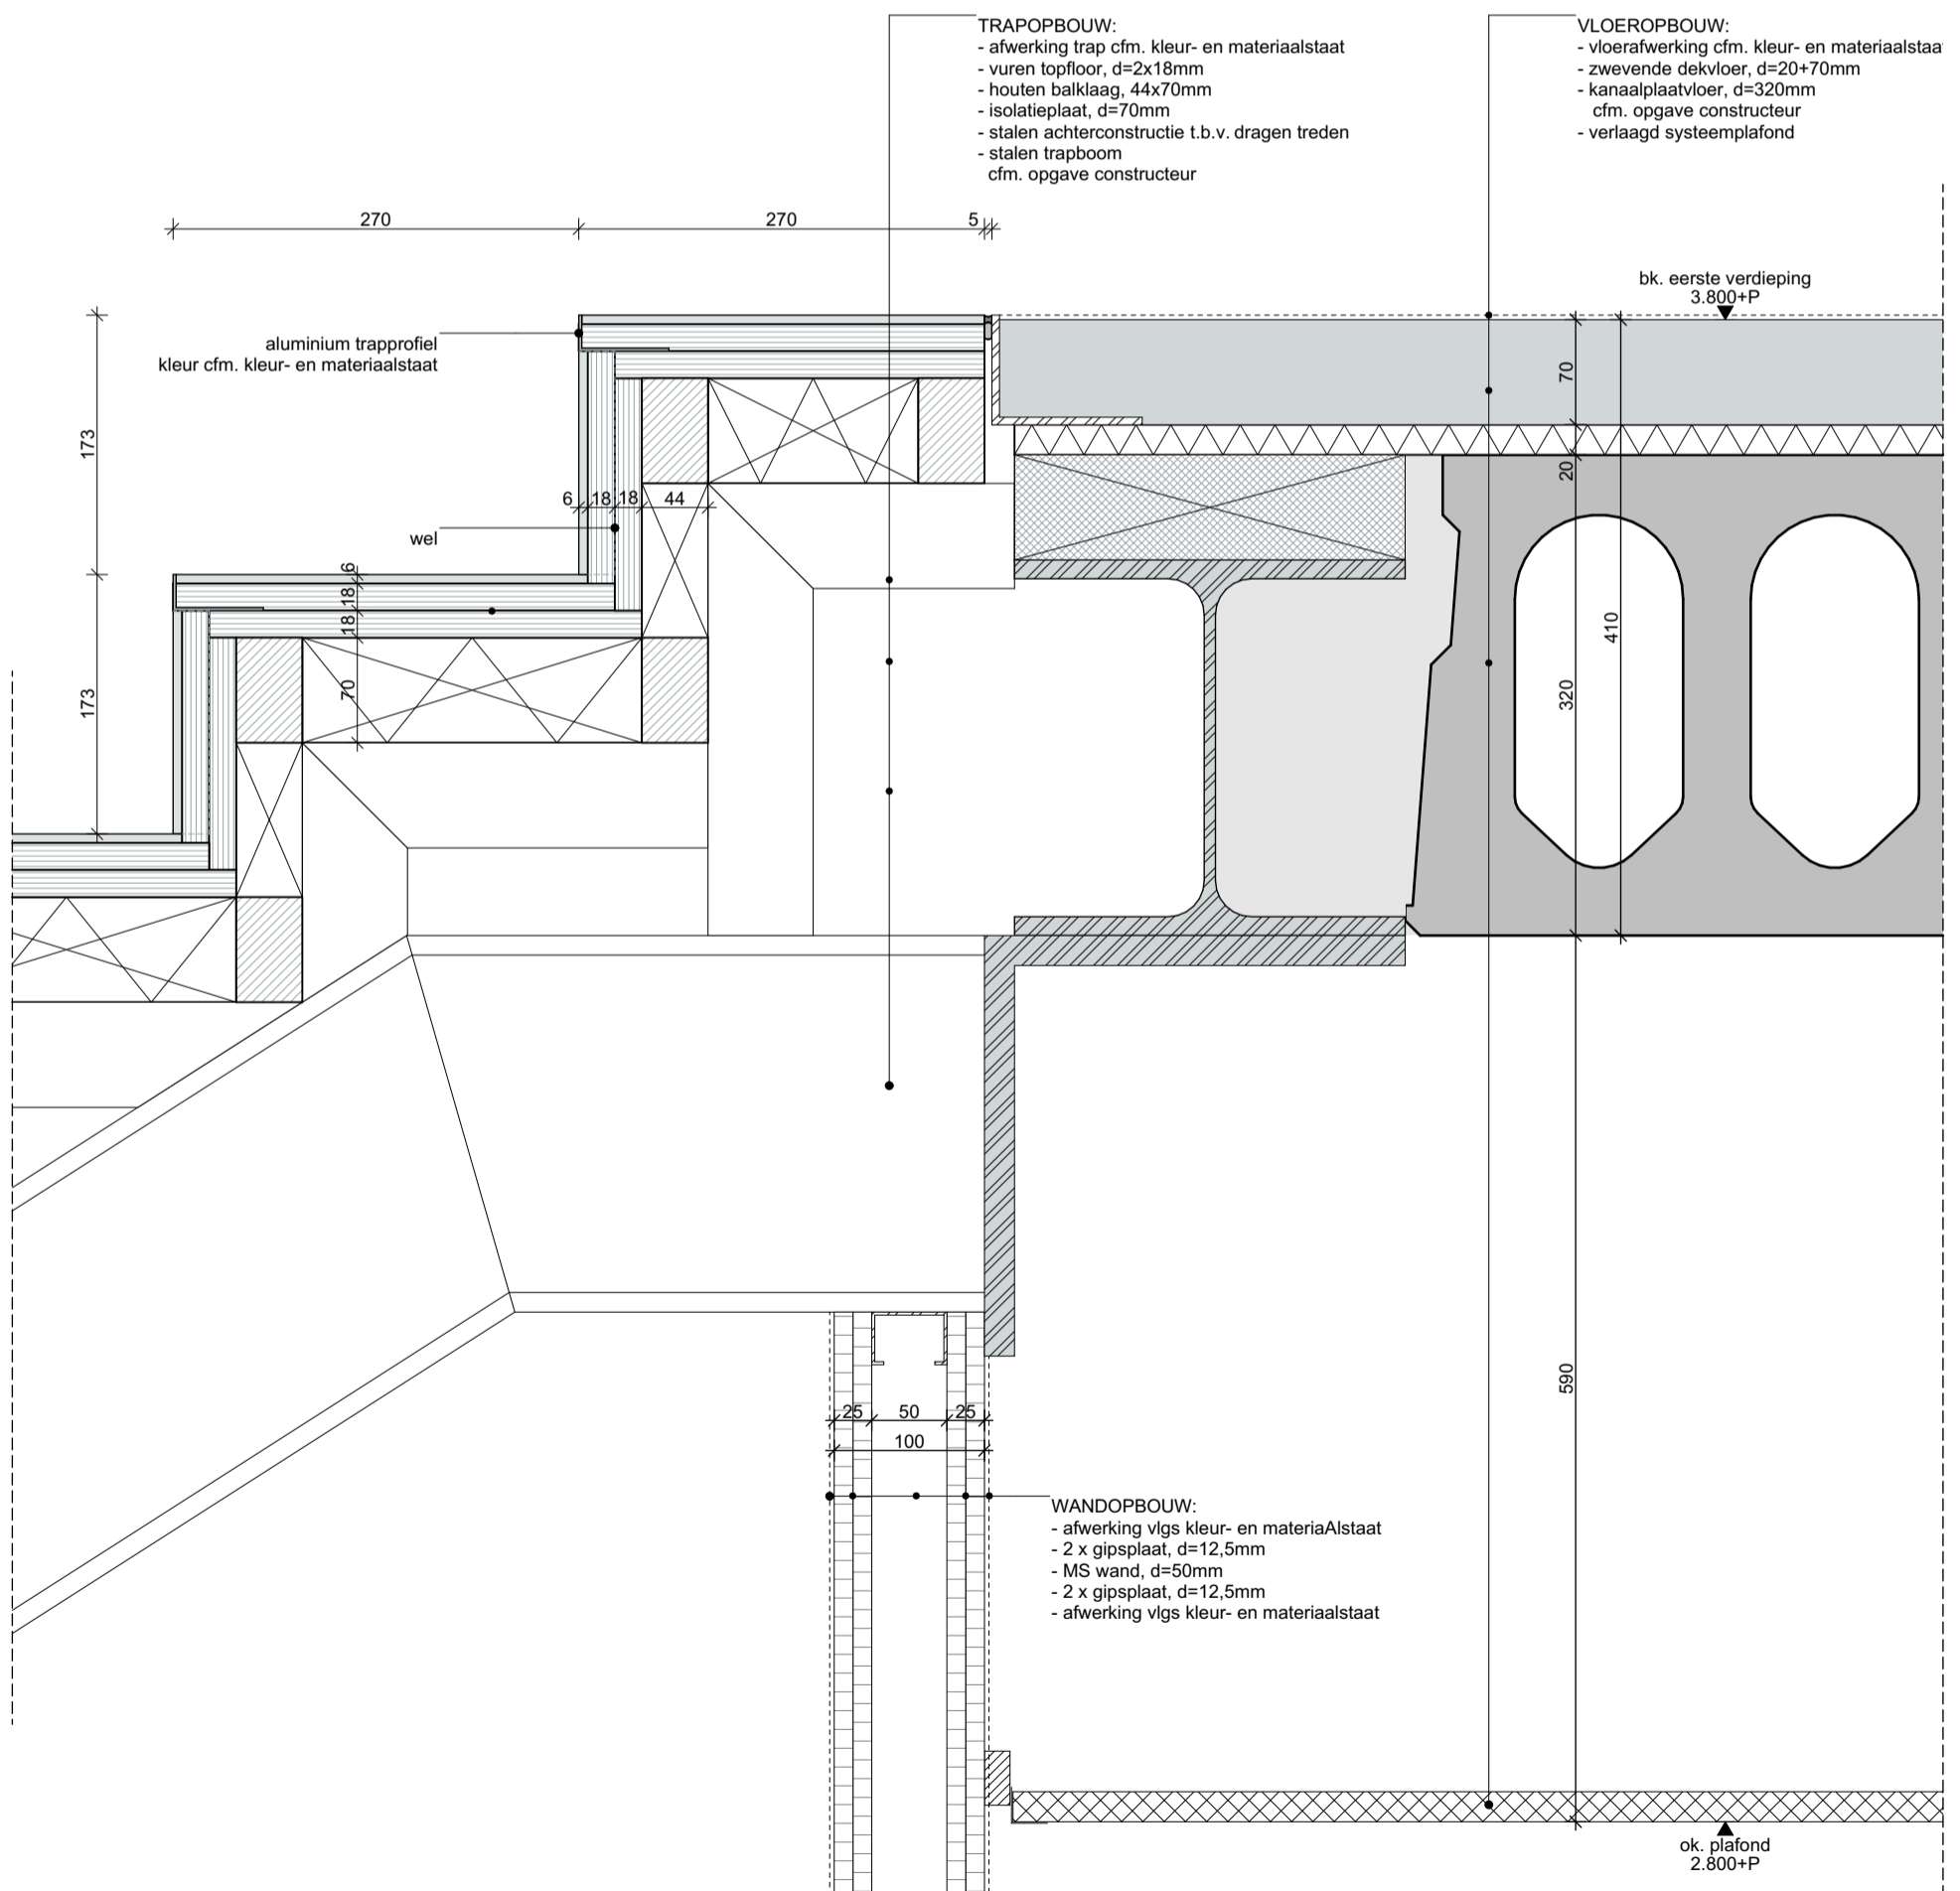 TRAPOPBOUW:
- afwerking trap cfm. kleur- en materiaalstaat
- vuren topfloor, d=2x18mm
- houten balklaag, 44x70mm
- isolatieplaat, d=70mm
- stalen achterconstructie t.b.v. dragen treden
- stalen trapboom
cfm. opgave constructeur
VLOEROPBOUW:
- vloerafwerking cfm. kleur- en materiaalstaat
- zwevende dekvloer, d=20+70mm
- kanaalplaatvloer, d=320mm
cfm. opgave constructeur
- verlaagd systeemplafond
270
270
5
bk. eerste verdieping
3.800+P
aluminium trapprofiel
kleur cfm. kleur- en materiaalstaat
70
173
20
6
18
18
44
wel
6
18
18
410
70
173
320
590
25
50
25
100
WANDOPBOUW:
- afwerking vlgs kleur- en materiaAlstaat
- 2 x gipsplaat, d=12,5mm
- MS wand, d=50mm
- 2 x gipsplaat, d=12,5mm
- afwerking vlgs kleur- en materiaalstaat
ok. plafond
2.800+P